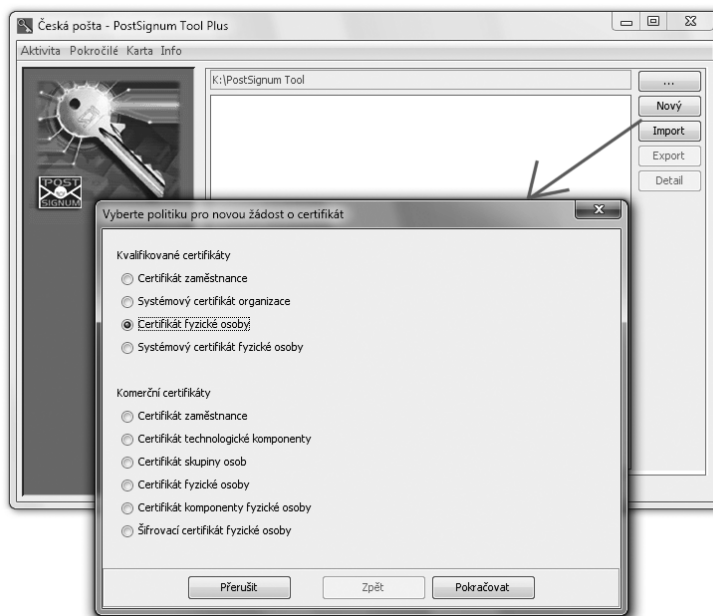 Česká pošta - PostSignum Tool Plus
Aktivita Pokročilé Karta Info
K:\PostSignum Tool
...
Nový
Import
Export
Detail
POST
SIGNUM
Vyberte politiku pro novou žádost o certifikát
Kvalifikované certifikáty
Certifikát zaměstnance
Systémový certifikát organizace
Certifikát fyzické osoby
Systémový certifikát fyzické osoby
Komerční certifikáty
Certifikát zaměstnance
Certifikát technologické komponenty
Certifikát skupiny osob
Certifikát fyzické osoby
Certifikát komponenty fyzické osoby
Šifrovací certifikát fyzické osoby
Přerušit Zpět Pokračovat